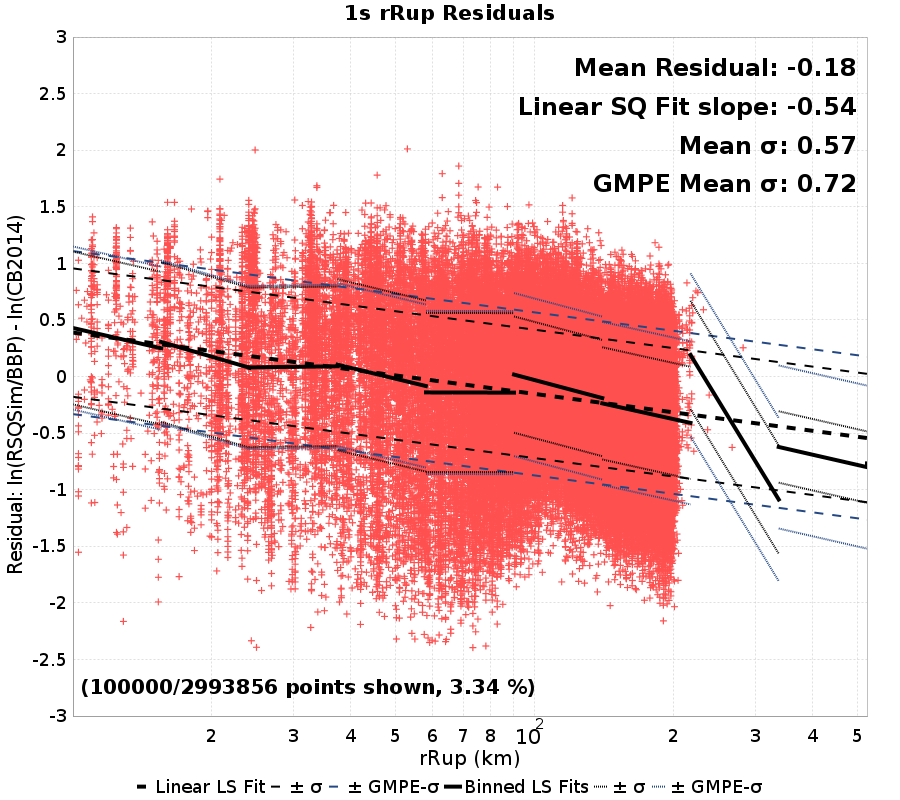 1s rRup Residuals
Mean Residual: -0.18
Linear SQ Fit slope: -0.54
Mean σ: 0.57
GMPE Mean σ: 0.72
Residual: ln(RSQSim/BBP) - ln(CB2014)
3
2.5
2
1.5
1
0.5
0
-0.5
-1
-1.5
-2
-2.5
-3
(100000/2993856 points shown, 3.34 %)
2 3 4 5 6 7 8 10² 2 3 4 5
rRup (km)
Linear LS Fit ± σ ± GMPE-σ Binned LS Fits ± σ ± GMPE-σ